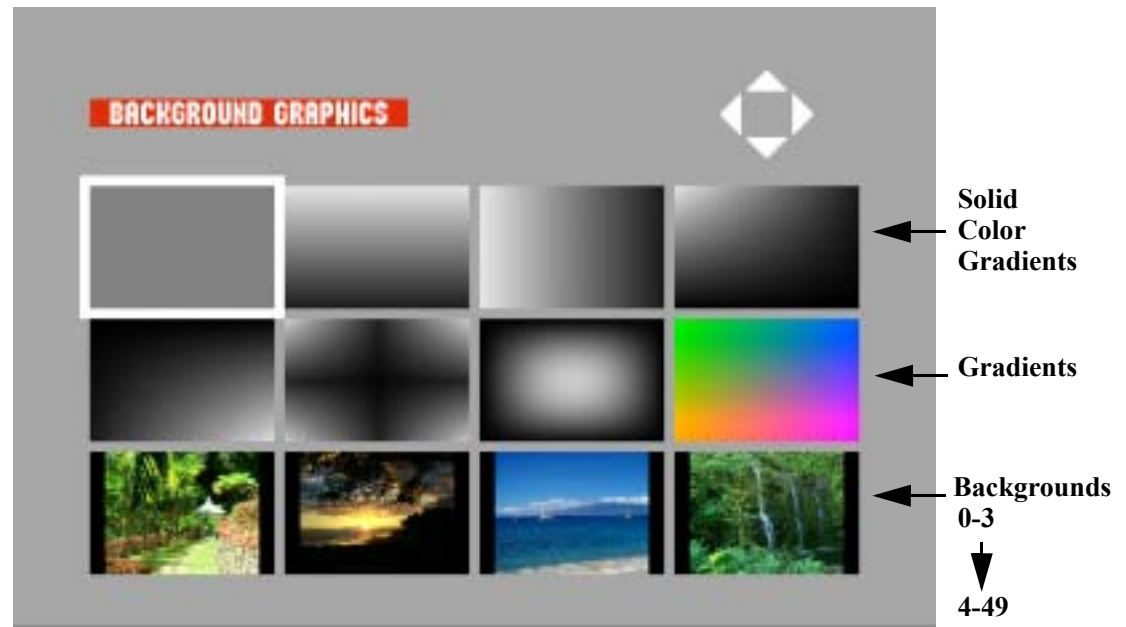 BACKGROUND GRAPHICS
Solid
Color
Gradients
Gradients
Backgrounds
0-3
4-49